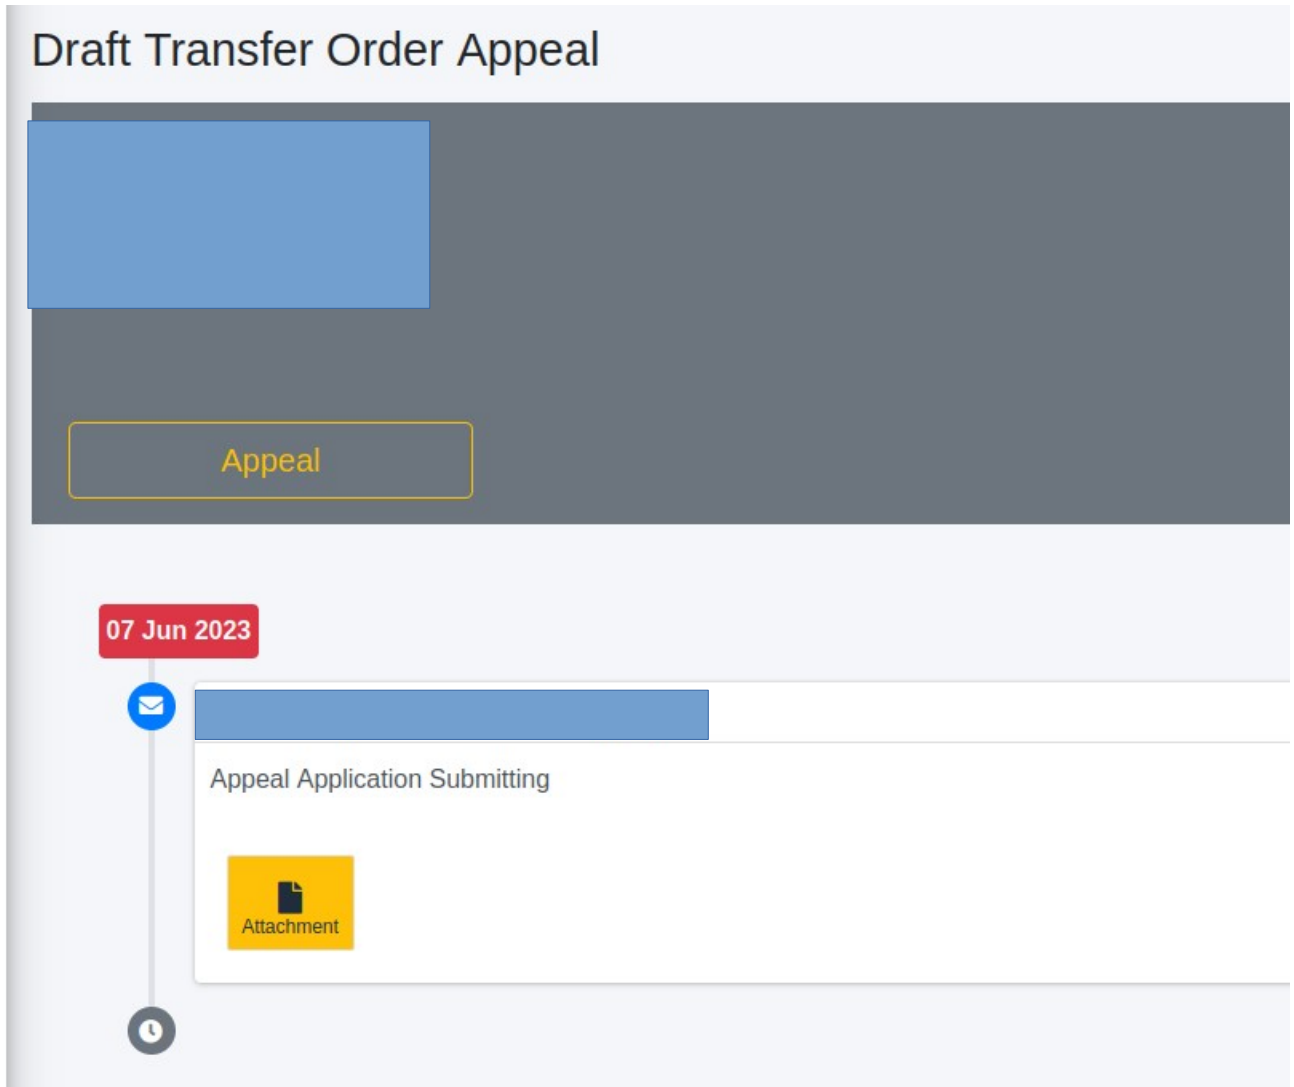 Draft Transfer Order Appeal
Appeal
07 Jun 2023
Appeal Application Submitting
Attachment